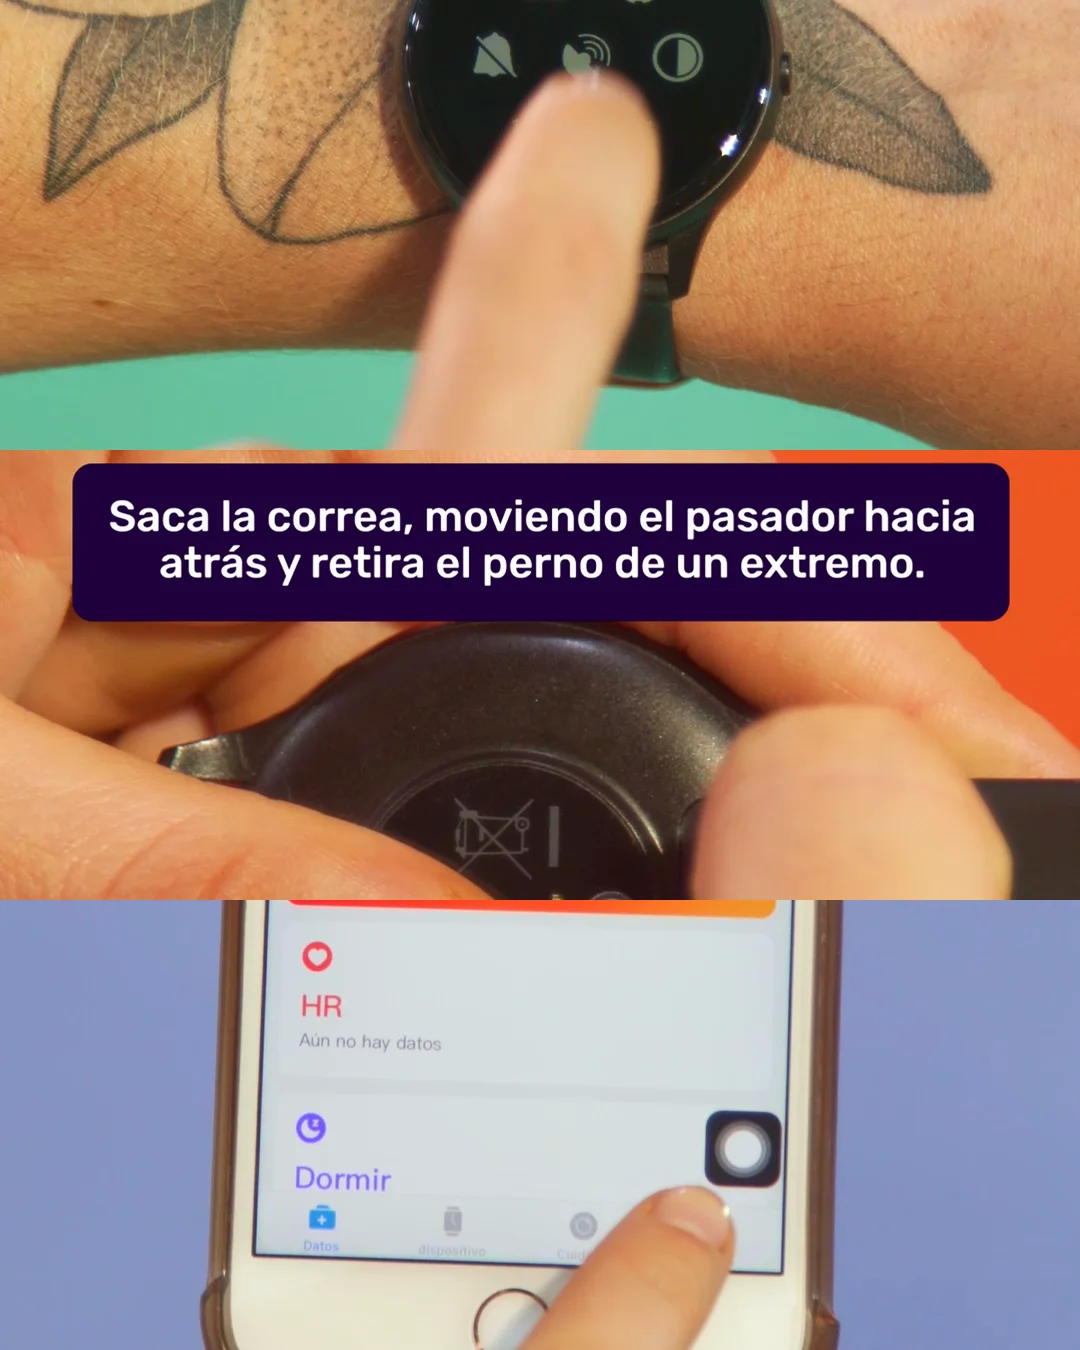 Saca la correa, moviendo el pasador hacia
atrás y retira el perno de un extremo.
HR
Aún no hay datos
Dormir
Datos
dispositivo